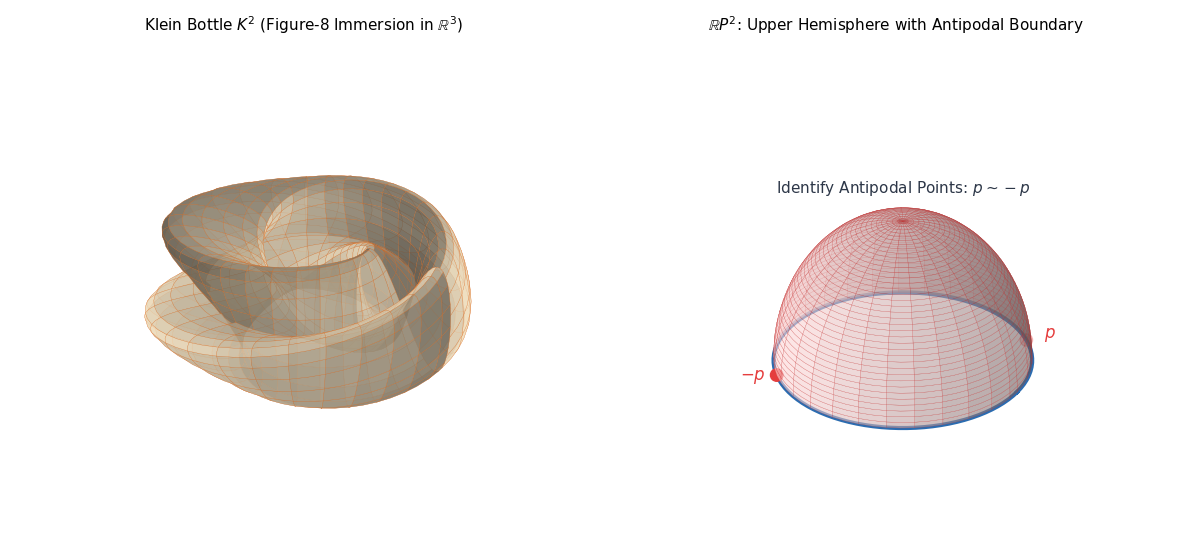 Klein Bottle K² (Figure-8 Immersion in ℝ³)
ℝP²: Upper Hemisphere with Antipodal Boundary
Identify Antipodal Points: p ∼ −p
p
−p